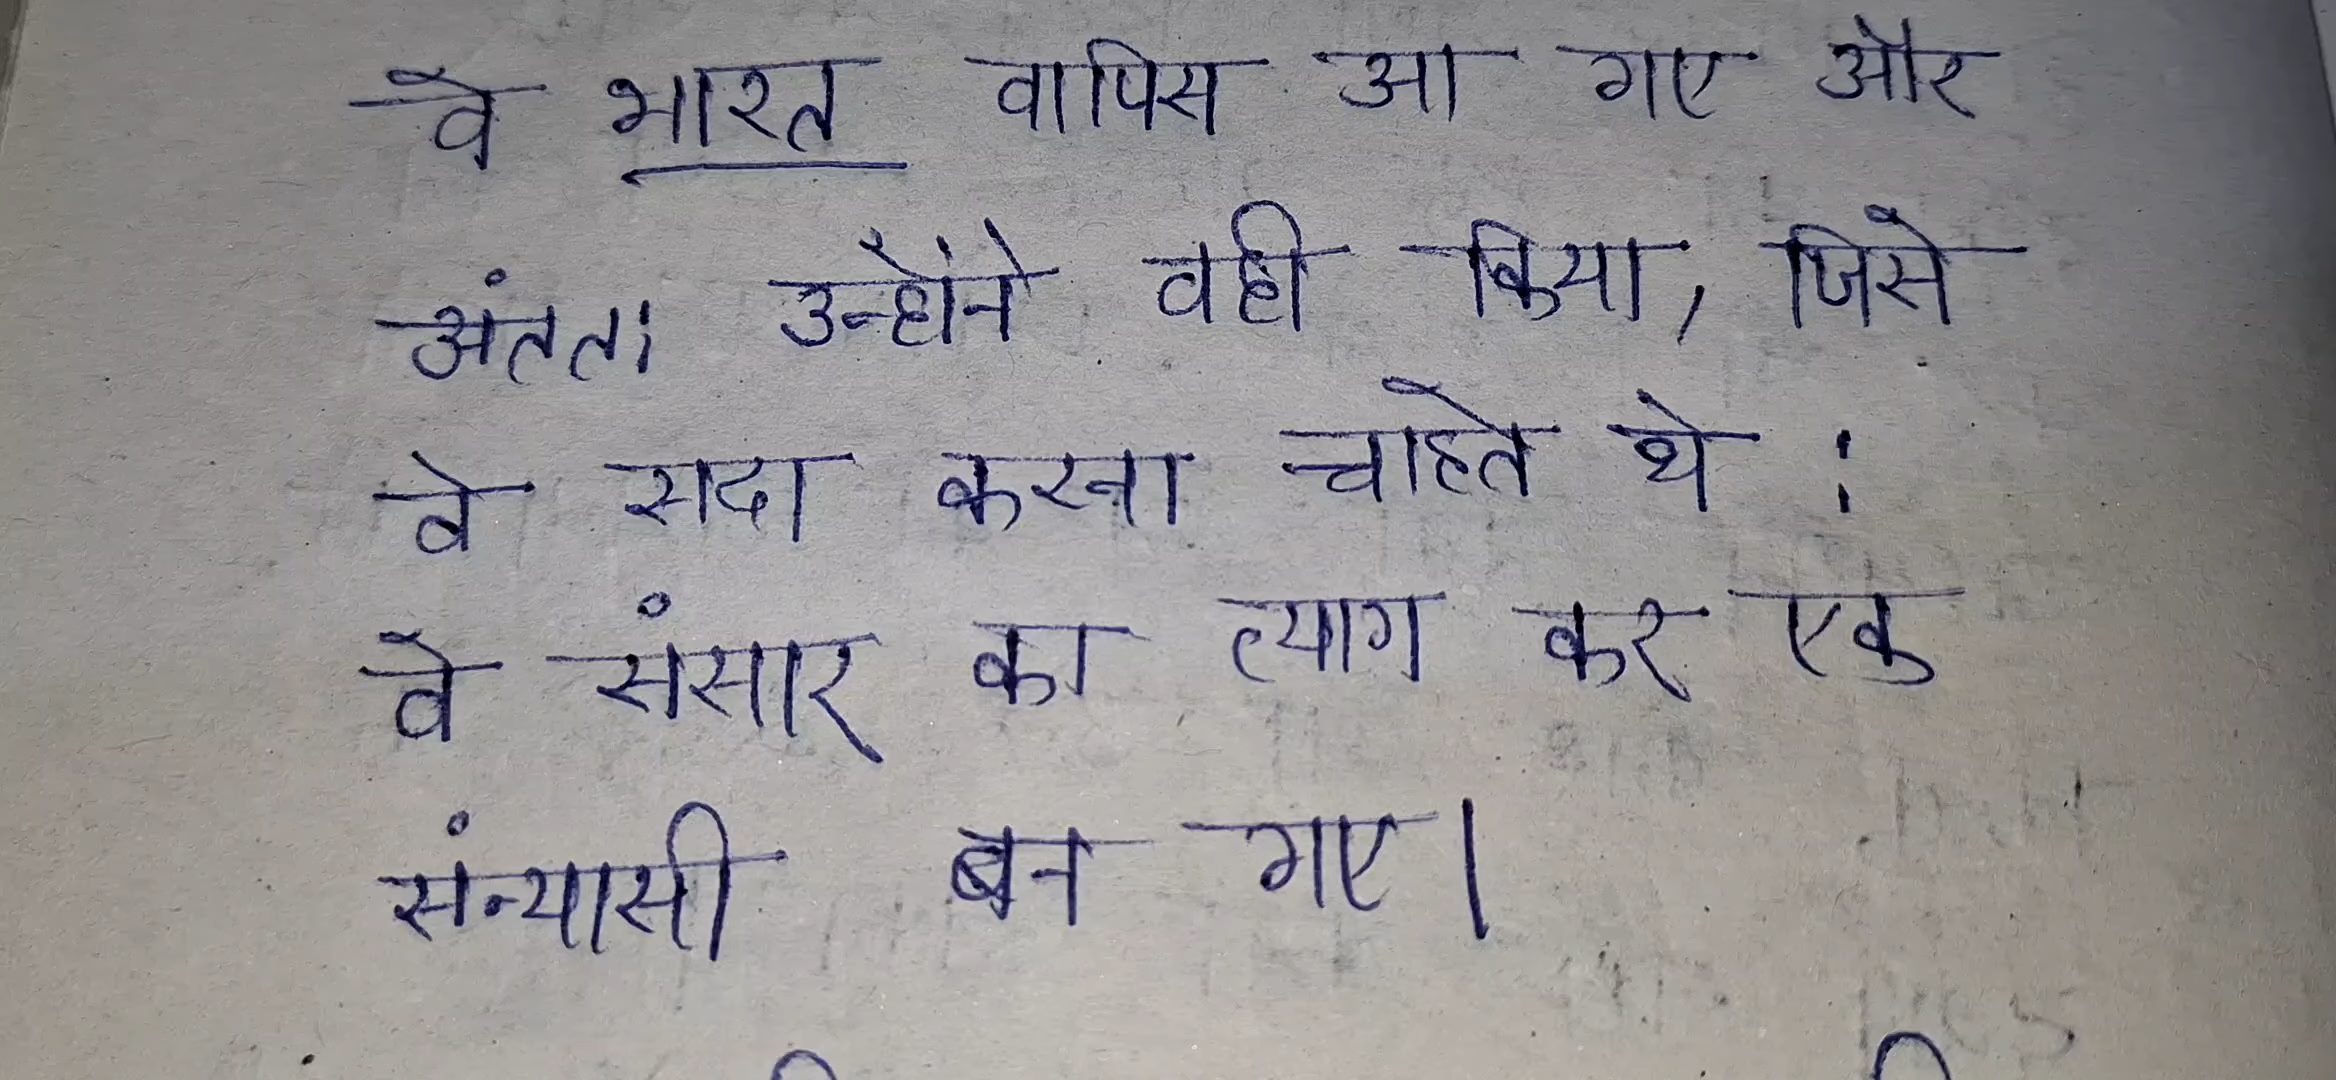 वे भारत वापिस आ गए और
अंततः उन्होंने वही किया, जिसे
वे सदा करना चाहते थे :
वे संसार का त्याग कर एक
संन्यासी बन गए।